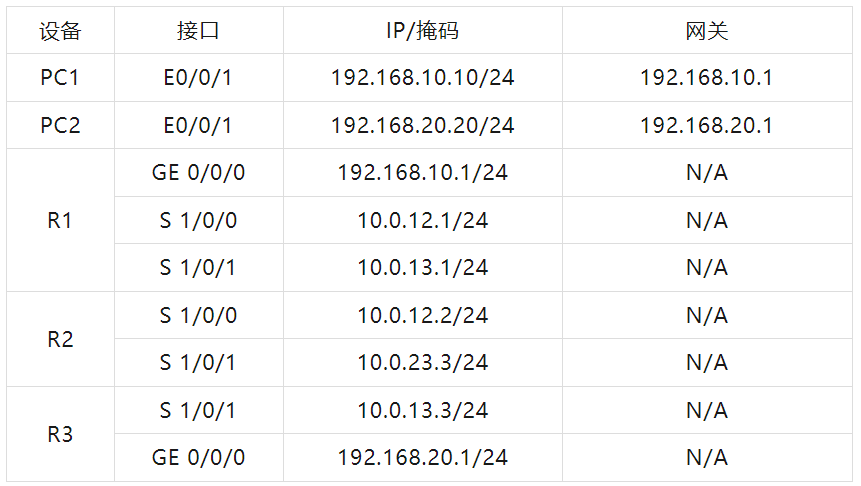 设备 接口 IP/掩码 网关
PC1 E0/0/1 192.168.10.10/24 192.168.10.1
PC2 E0/0/1 192.168.20.20/24 192.168.20.1
R1 GE 0/0/0 192.168.10.1/24 N/A
S 1/0/0 10.0.12.1/24 N/A
S 1/0/1 10.0.13.1/24 N/A
R2 S 1/0/0 10.0.12.2/24 N/A
S 1/0/1 10.0.23.3/24 N/A
R3 S 1/0/1 10.0.13.3/24 N/A
GE 0/0/0 192.168.20.1/24 N/A